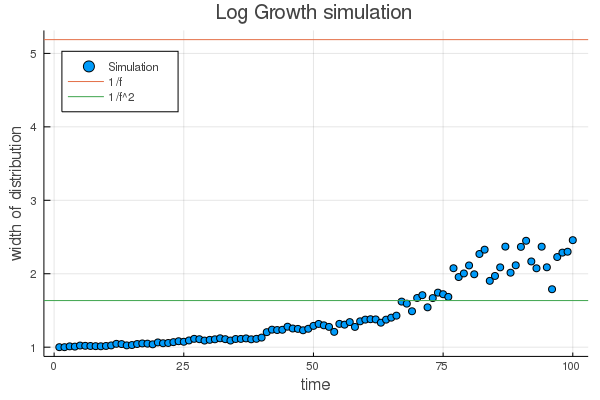 Log Growth simulation
Simulation
1/f
1/f^2
width of distribution
5
4
3
2
1
0
25
50
75
100
time